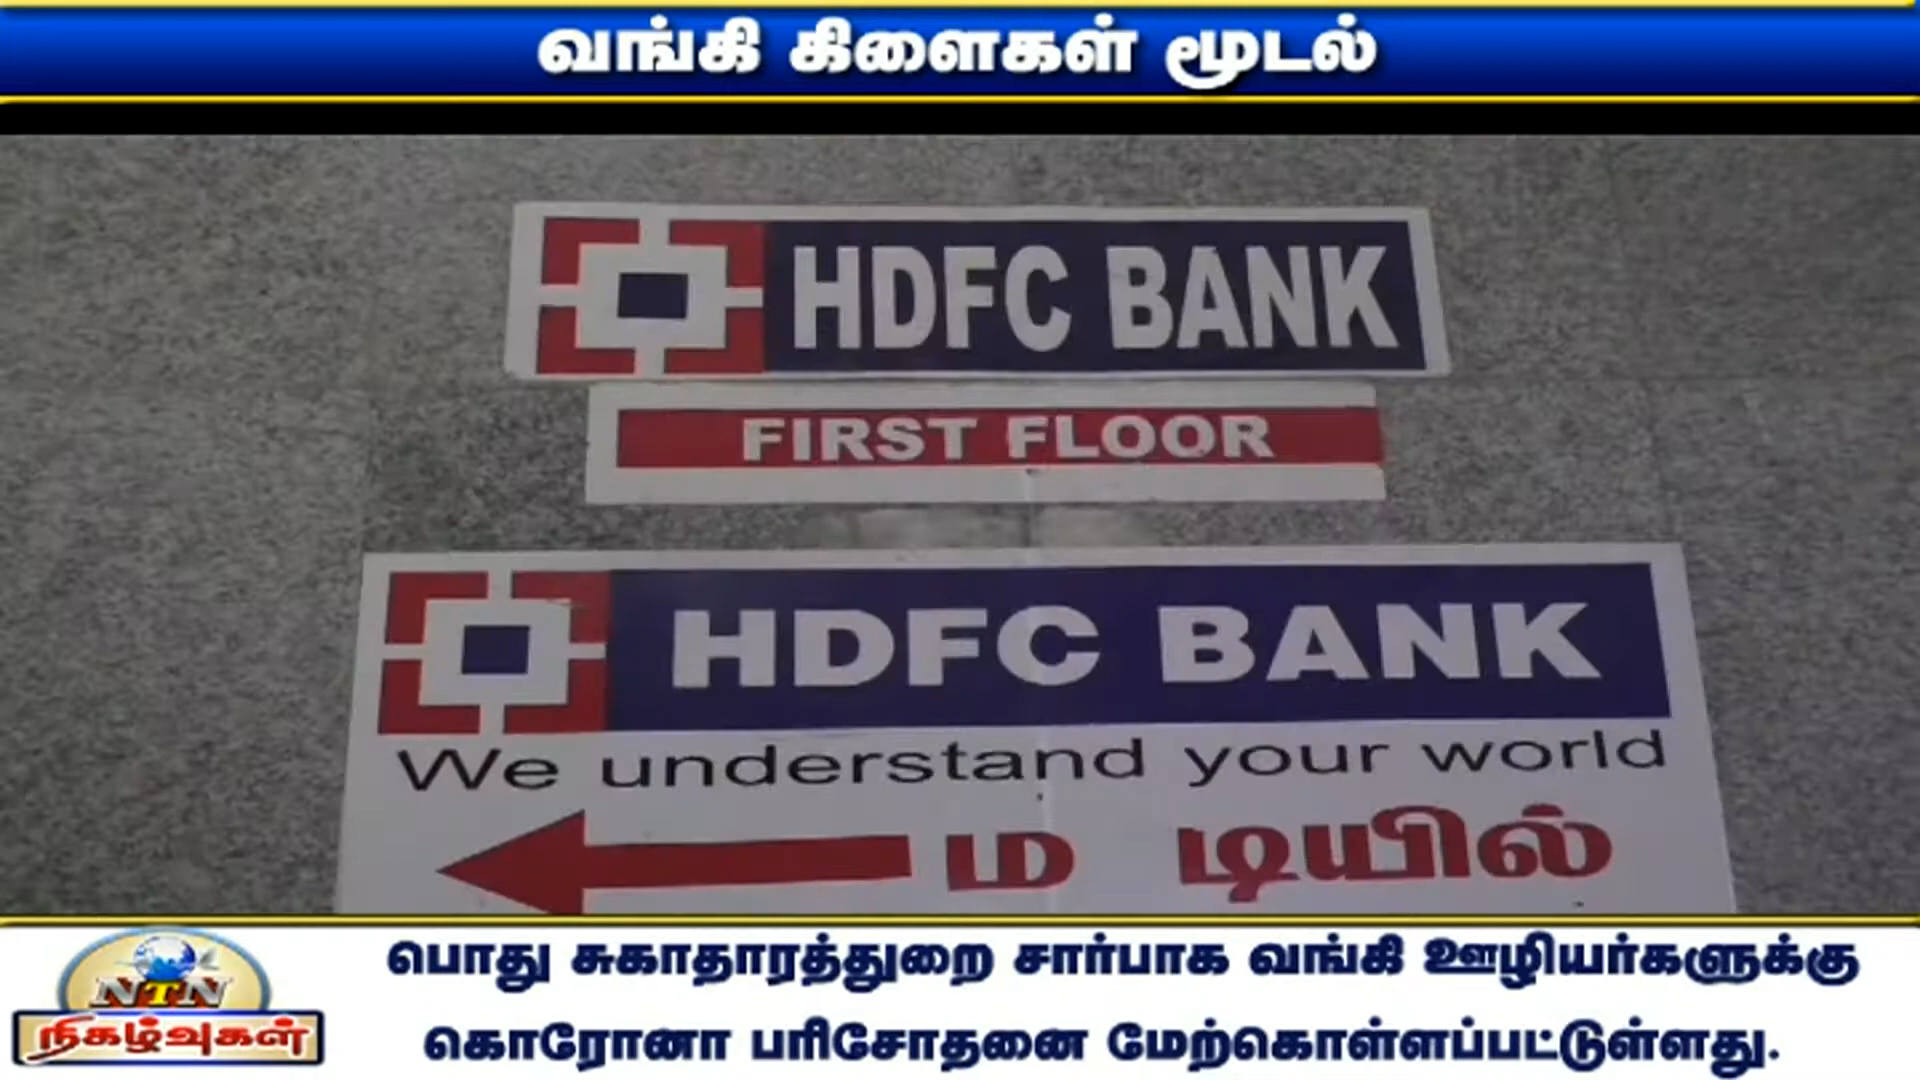 வங்கி கிளைகள் மூடல்
HDFC BANK
FIRST FLOOR
HDFC BANK
We understand your world
ம டியில்
பொது சுகாதாரத்துறை சார்பாக வங்கி ஊழியர்களுக்கு
கொரோனா பரிசோதனை மேற்கொள்ளப்பட்டுள்ளது.
NTN
நிகழ்வுகள்